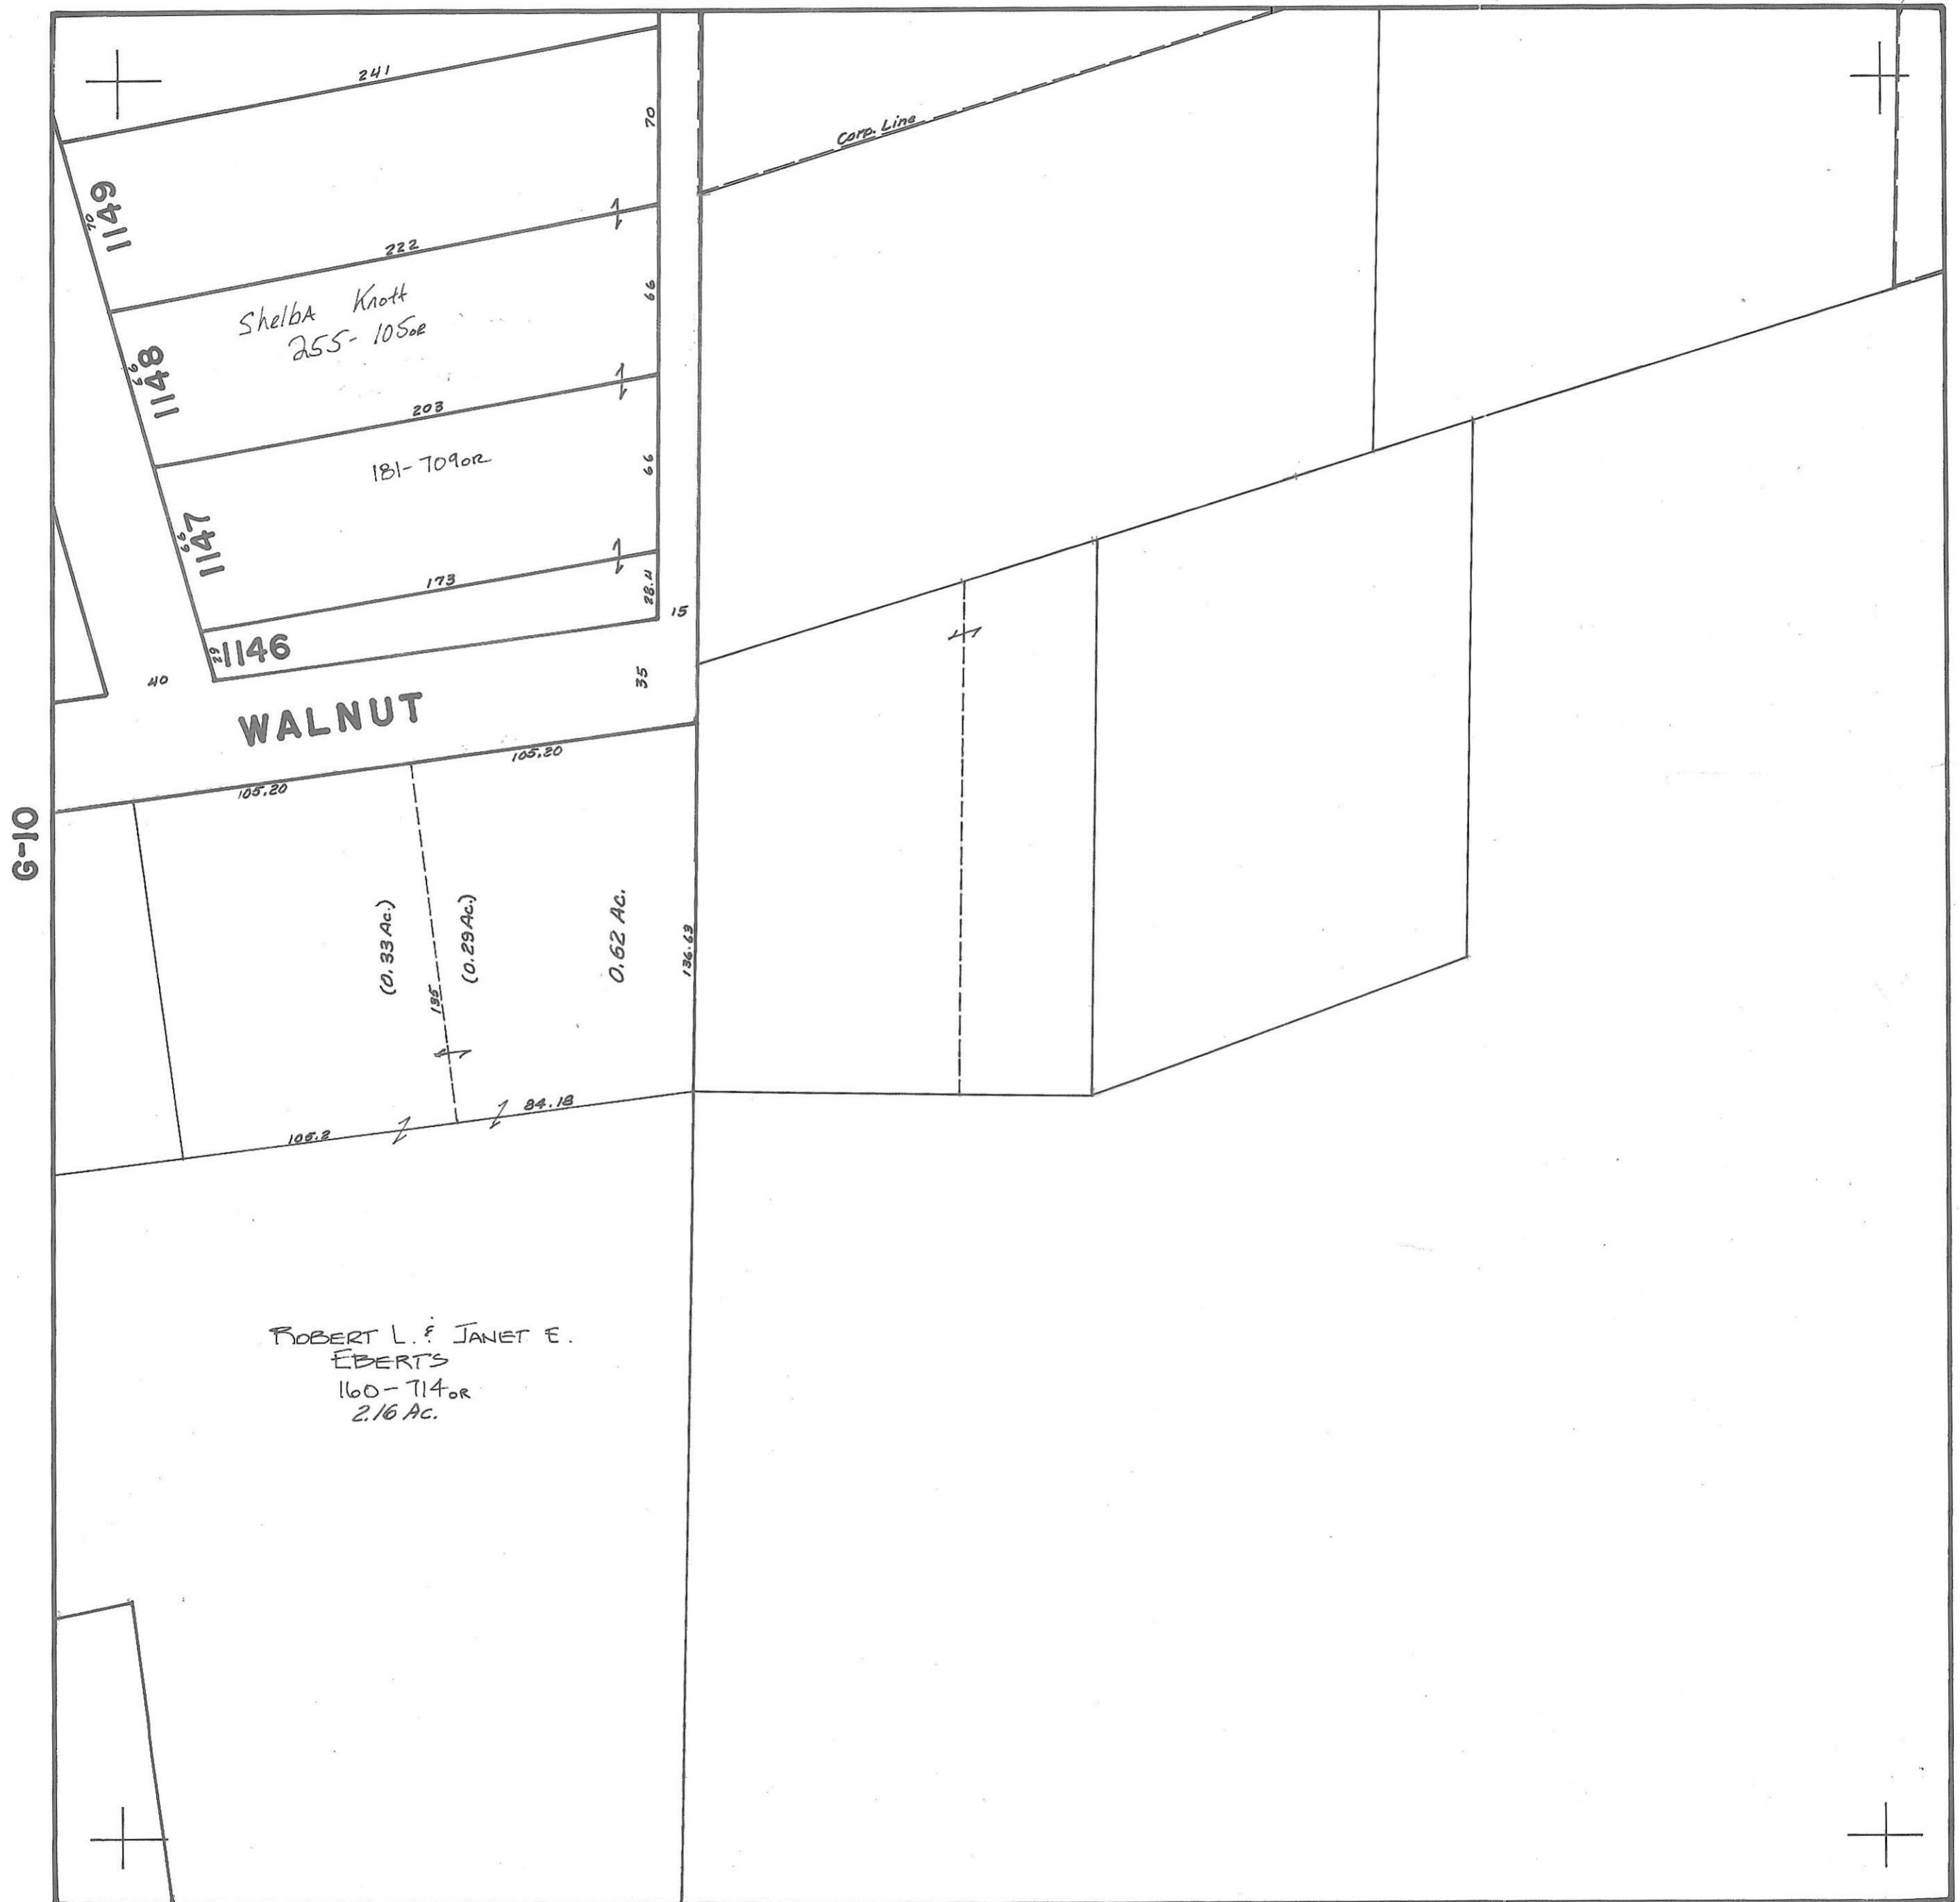 241
70
Corp. Line
1149
70
222
66
Shelba Knott
255-105OR
1148
66
203
181-709OR
66
1147
66
173
28.4
15
29
1146
40
35
WALNUT
105.20
105.20
G-10
(0.33 Ac.)
135
(0.29 Ac.)
0.62 Ac.
136.63
84.18
105.2
ROBERT L. & JANET E.
EBERTS
160-714OR
2.16 AC.